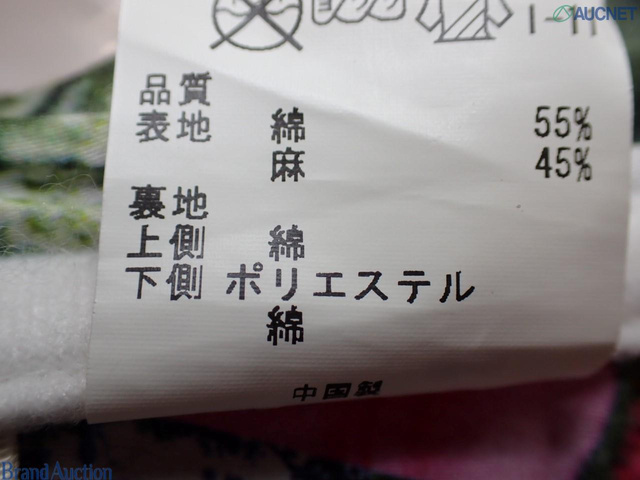 AUCNET
品質
表地 綿 55%
麻 45%
裏地
上側 綿
下側 ポリエステル
綿
中国製
Brand Auction